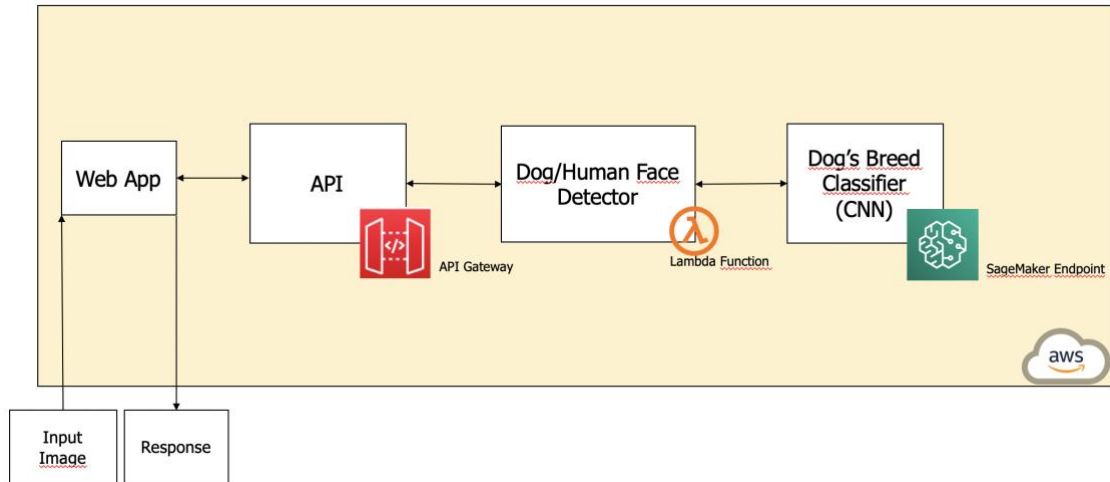 Web App
API
API Gateway
Dog/Human Face
Detector
Lambda Function
Dog's Breed
Classifier
(CNN)
SageMaker Endpoint
aws
Input
Image
Response